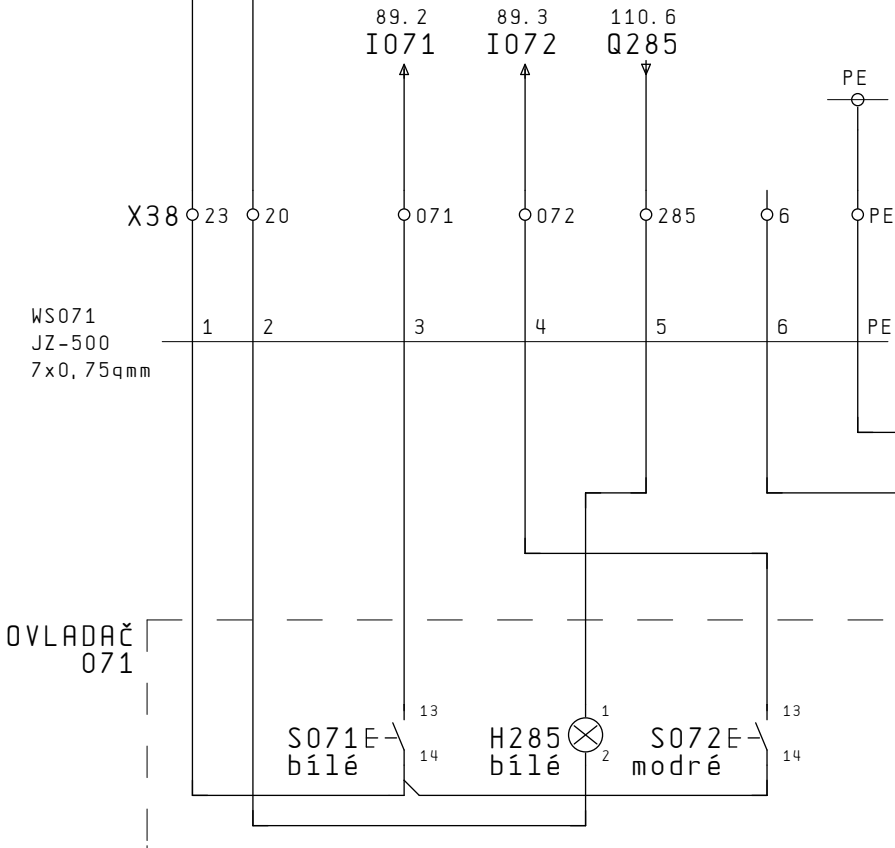 89.2 89.3 110.6
I071 I072 Q285
PE
X38 23 20 071 072 285 6 PE
WS071
1 2 3 4 5 6 PE
JZ-500
7x0,75qmm
OVLADAČ
071
13 1 13
S071 H285 S072
14 2 14
bílé bílé modré